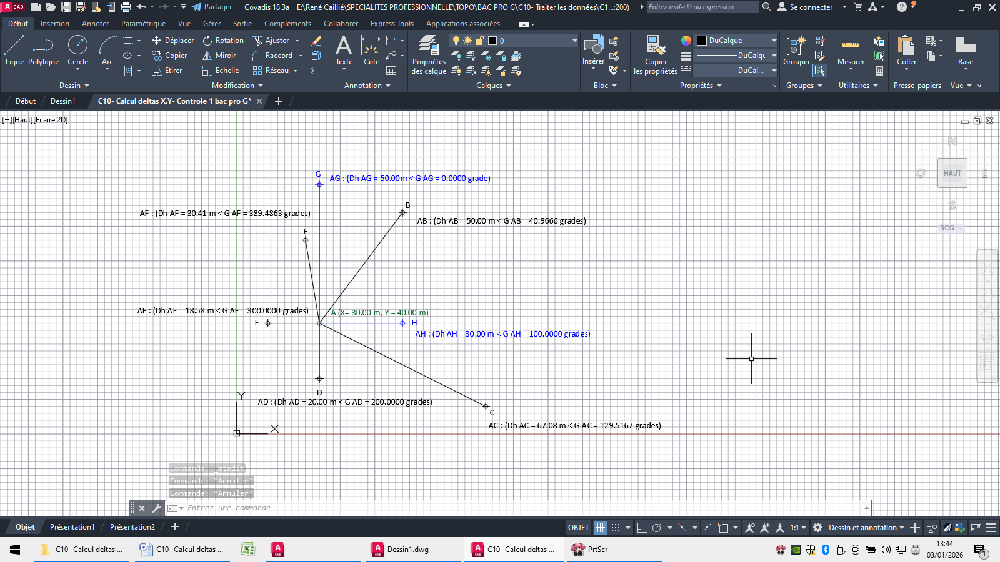 A CAD
Partager
Covadis 18.3a
E:\René Caillié\SPECIALITES PROFESSIONNELLE\TOPO\BAC PRO G\C10- Traiter les données\C1...:200)
Entrez mot-clé ou expression
Se connecter
Début
Insertion
Annoter
Paramétrique
Vue
Gérer
Sortie
Compléments
Collaborer
Express Tools
Applications associées
Ligne
Polyligne
Cercle
Arc
Déplacer
Rotation
Ajuster
Copier
Miroir
Raccord
Etirer
Echelle
Réseau
Texte
Cote
Propriétés
des calque
0
Insérer
Copier
les propriétés
DuCalque
DuCalq
DuCal...
Grouper
Mesurer
Coller
Base
Dessin
Modification
Annotation
Calques
Bloc
Propriétés
Groupes
Utilitaires
Presse-papiers
Vue
Début
Dessin1
C10- Calcul deltas X,Y- Controle 1 bac pro G*
[−][Haut][Filaire 2D]
N
O
HAUT
E
S
SCG
G
AG : (Dh AG = 50.00m < G AG = 0.0000 grade)
B
AF : (Dh AF = 30.41 m < G AF = 389.4863 grades)
AB : (Dh AB = 50.00 m < G AB = 40.9666 grades)
F
AE : (Dh AE = 18.58 m < G AE = 300.0000 grades)
A (X= 30.00 m, Y = 40.00 m)
E
H
AH : (Dh AH = 30.00 m < G AH = 100.0000 grades)
D
Y
AD : (Dh AD = 20.00 m < G AD = 200.0000 grades)
C
AC : (Dh AC = 67.08 m < G AC = 129.5167 grades)
X
Commande: _mtedit
Commande: *Annuler*
Commande: *Annuler*
Entrez une commande
Objet
Présentation1
Présentation2
OBJET
1:1
Dessin et annotation
C10- Calcul deltas ...
C10- Calcul deltas ...
Dessin1.dwg
C10- Calcul deltas ...
PrtScr
13:44
03/01/2026
1